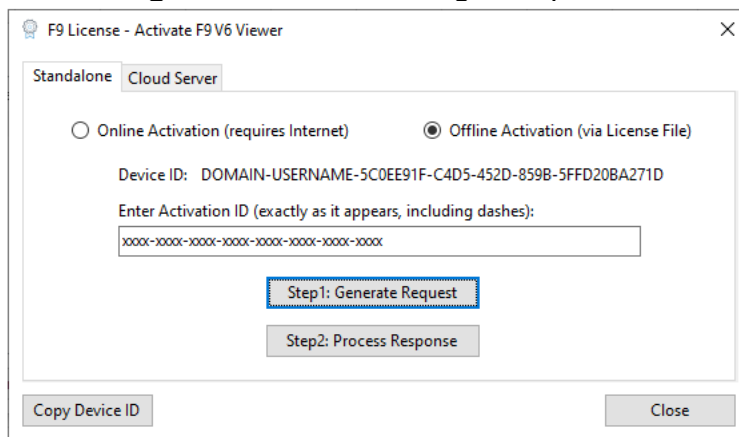 F9 License - Activate F9 V6 Viewer
Standalone Cloud Server
Online Activation (requires Internet) Offline Activation (via License File)
Device ID: DOMAIN-USERNAME-5C0EE91F-C4D5-452D-859B-5FFD20BA271D
Enter Activation ID (exactly as it appears, including dashes):
xxxx-xxxx-xxxx-xxxx-xxxx-xxxx-xxxx-xxxx
Step1: Generate Request
Step2: Process Response
Copy Device ID Close